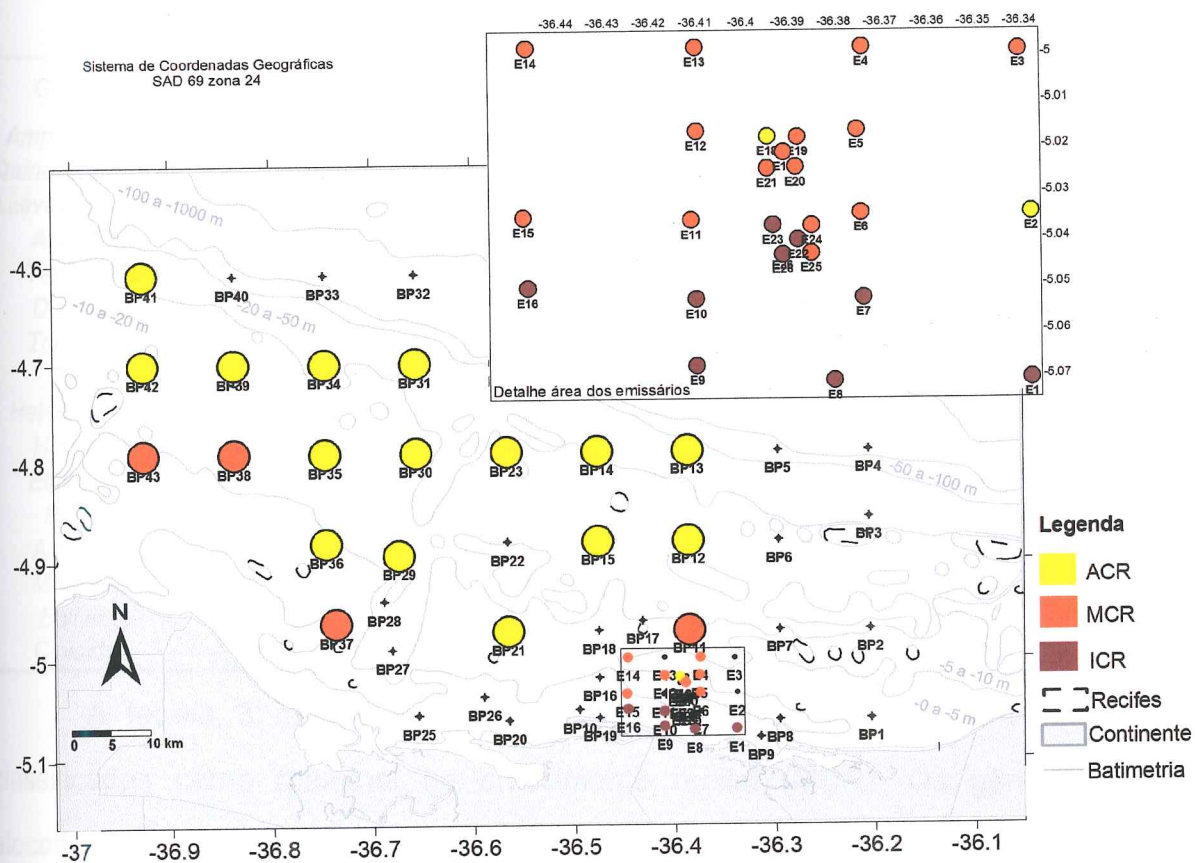 Sistema de Coordenadas Geográficas
SAD 69 zona 24
-36.44 -36.43 -36.42 -36.41 -36.4 -36.39 -36.38 -36.37 -36.36 -36.35 -36.34
E14 E13 E4 E3
-5
-5.01
E12 E18 E19 E5
-5.02
E21 E20
-5.03
E15 E11 E6 E2
-5.04
E23 E24
E22
E25
-5.05
E16 E10 E7
-5.06
E9 E8 E1
-5.07
Detalhe área dos emissários
-100 a -1000 m
-4.6
BP41 BP40 BP33 BP32
-10 a -20 m
-20 a -50 m
-4.7
BP42 BP39 BP34 BP31
-4.8
BP43 BP38 BP35 BP30 BP23 BP14 BP13 BP5 BP4
-50 a -100 m
BP3
-4.9
BP36 BP29 BP22 BP15 BP12 BP6
N
BP28
BP37 BP21 BP18 BP17 BP11 BP7 BP2
-5
BP27
-5 a -10 m
E14 E4 E3
BP16
BP26
E15 E2
-0 a -5 m
BP25 BP20 BP10 BP19 E16 E10 E7 E1 BP8 BP1
E9 E8
BP9
0 5 10 km
-5.1
-37 -36.9 -36.8 -36.7 -36.6 -36.5 -36.4 -36.3 -36.2 -36.1
Legenda
ACR
MCR
ICR
Recifes
Continente
Batimetria